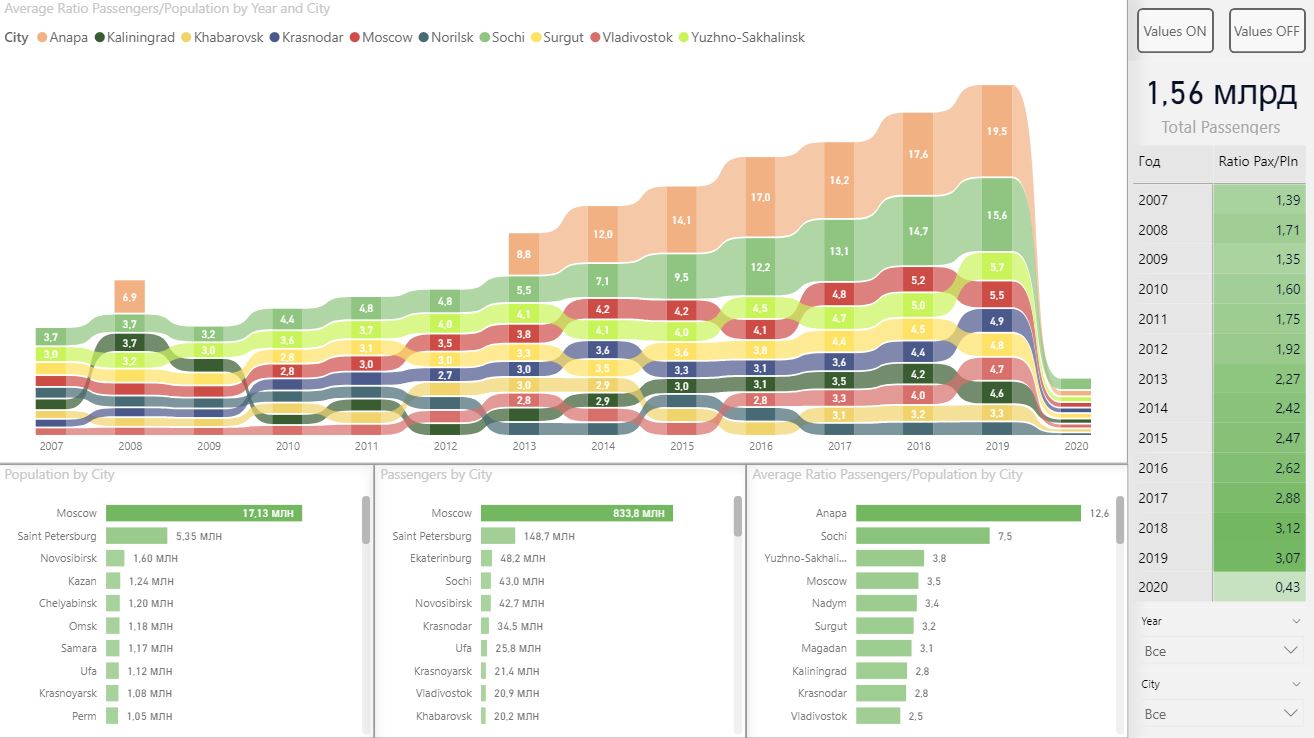 Average Ratio Passengers/Population by Year and City
City Anapa Kaliningrad Khabarovsk Krasnodar Moscow Norilsk Sochi Surgut Vladivostok Yuzhno-Sakhalinsk
3,7
3,0
6,9
3,7
3,7
3,2
3,2
3,0
4,4
3,6
2,8
2,8
4,8
3,7
3,1
3,0
4,8
4,0
3,5
3,0
2,7
8,8
5,5
4,1
3,8
3,3
3,0
3,0
2,8
12,0
7,1
4,2
4,1
3,6
3,5
2,9
2,9
14,1
9,5
4,2
4,0
3,6
3,3
3,0
17,0
12,2
4,5
4,1
3,8
3,1
3,1
2,8
16,2
13,1
4,8
4,7
4,4
3,6
3,5
3,3
3,1
17,6
14,7
5,2
5,0
4,5
4,4
4,2
4,0
3,2
19,5
15,6
5,7
5,5
4,9
4,8
4,7
4,6
3,3
2007 2008 2009 2010 2011 2012 2013 2014 2015 2016 2017 2018 2019 2020
Values ON Values OFF
1,56 млрд
Total Passengers
Год Ratio Pax/Pln
2007 1,39
2008 1,71
2009 1,35
2010 1,60
2011 1,75
2012 1,92
2013 2,27
2014 2,42
2015 2,47
2016 2,62
2017 2,88
2018 3,12
2019 3,07
2020 0,43
Year
Все
City
Все
Population by City
Moscow 17,13 МЛН
Saint Petersburg 5,35 МЛН
Novosibirsk 1,60 МЛН
Kazan 1,24 МЛН
Chelyabinsk 1,20 МЛН
Omsk 1,18 МЛН
Samara 1,17 МЛН
Ufa 1,12 МЛН
Krasnoyarsk 1,08 МЛН
Perm 1,05 МЛН
Passengers by City
Moscow 833,8 МЛН
Saint Petersburg 148,7 МЛН
Ekaterinburg 48,2 МЛН
Sochi 43,0 МЛН
Novosibirsk 42,7 МЛН
Krasnodar 34,5 МЛН
Ufa 25,8 МЛН
Krasnoyarsk 21,4 МЛН
Vladivostok 20,9 МЛН
Khabarovsk 20,2 МЛН
Average Ratio Passengers/Population by City
Anapa 12,6
Sochi 7,5
Yuzhno-Sakhali... 3,8
Moscow 3,5
Nadym 3,4
Surgut 3,2
Magadan 3,1
Kaliningrad 2,8
Krasnodar 2,8
Vladivostok 2,5